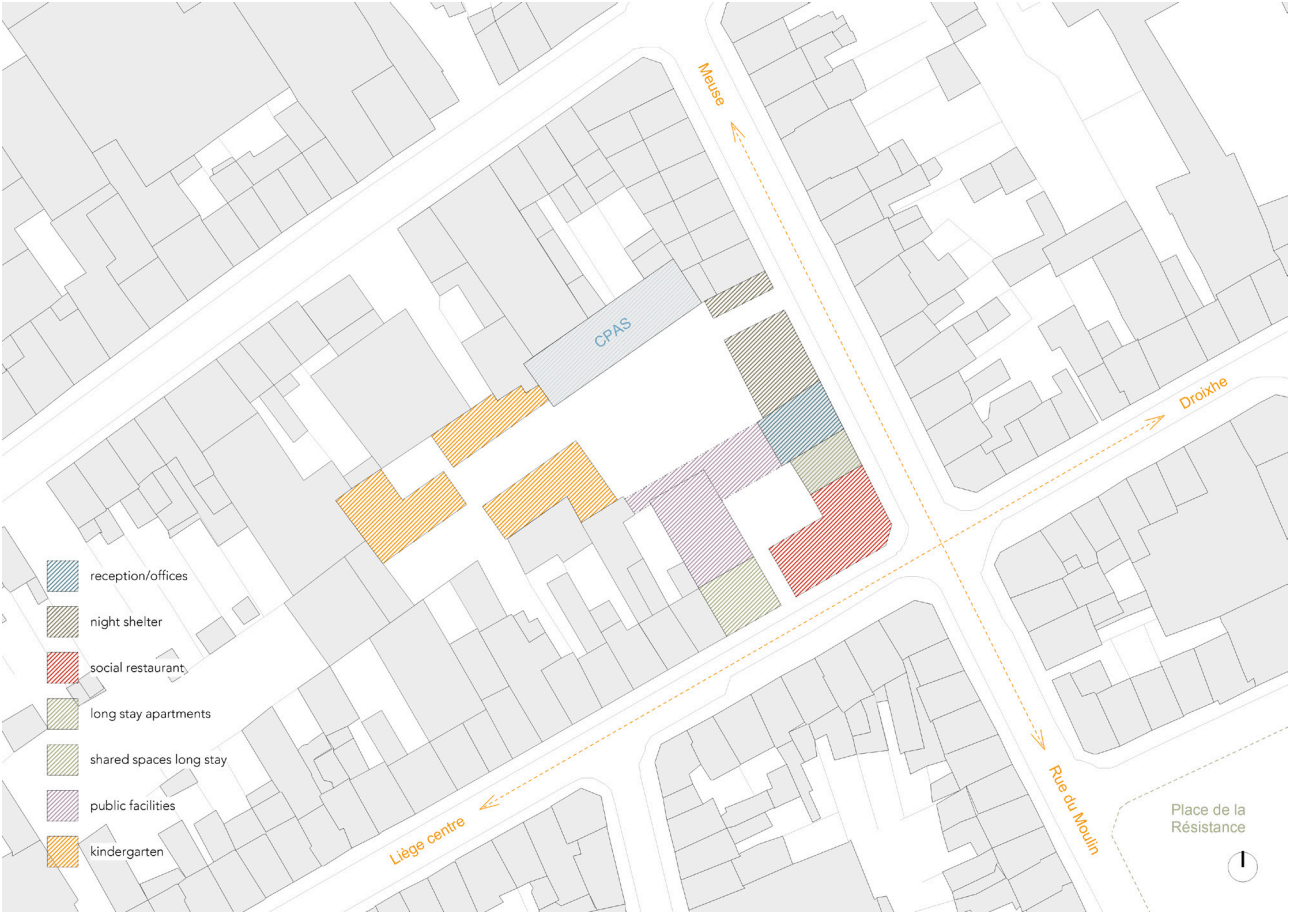 Meuse
CPAS
Droixhe
reception/offices
night shelter
social restaurant
long stay apartments
shared spaces long stay
public facilities
kindergarten
Liège centre
Rue du Moulin
Place de la
Résistance